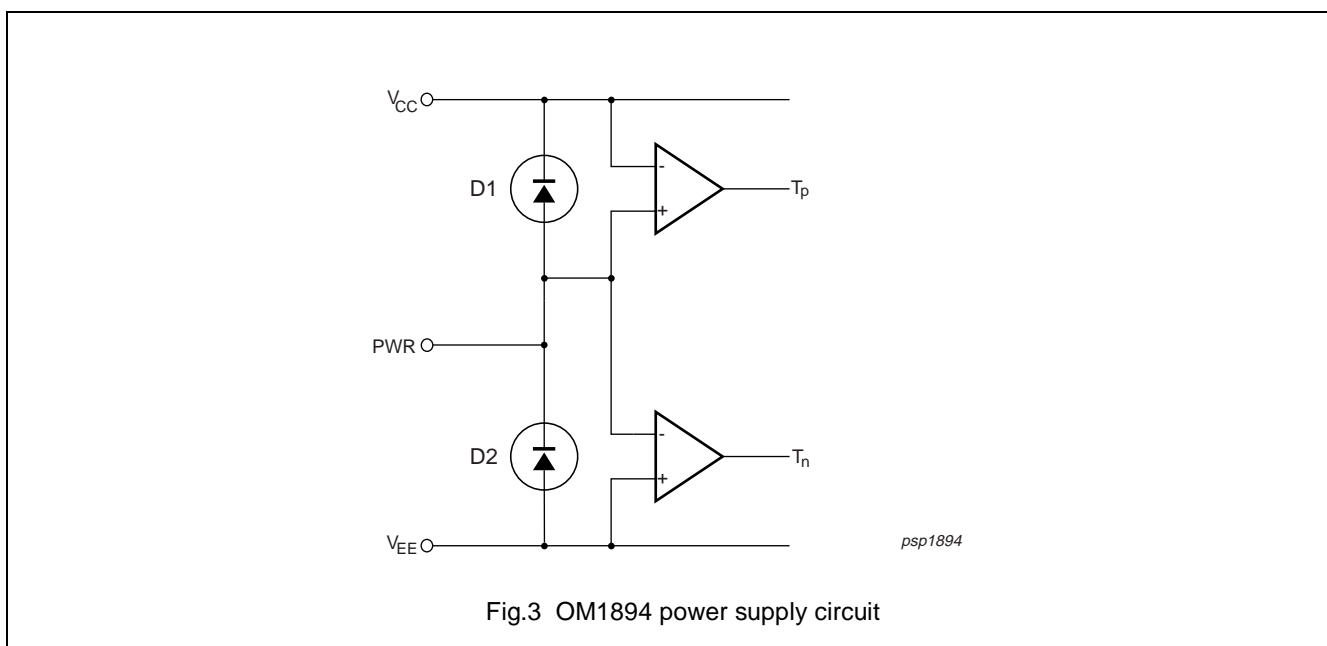 VCC
-
D1
Tp
+
PWR
-
D2
Tn
+
VEE
psp1894
Fig.3 OM1894 power supply circuit